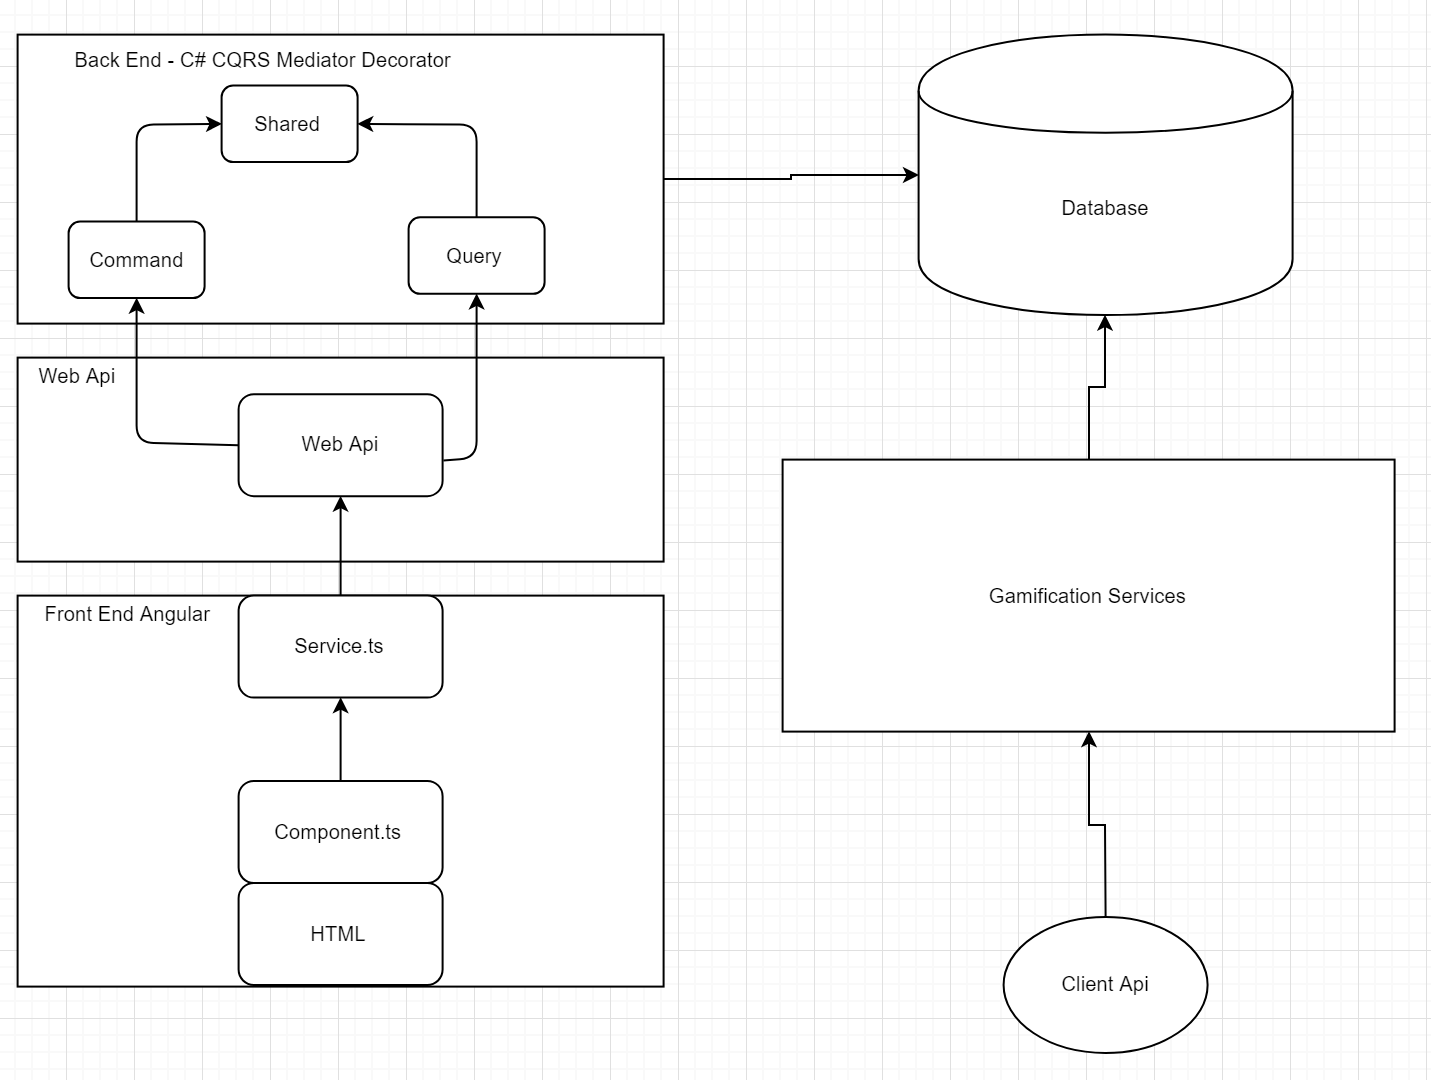 Back End - C# CQRS Mediator Decorator
Shared
Command
Query
Database
Web Api
Web Api
Gamification Services
Front End Angular
Service.ts
Component.ts
HTML
Client Api